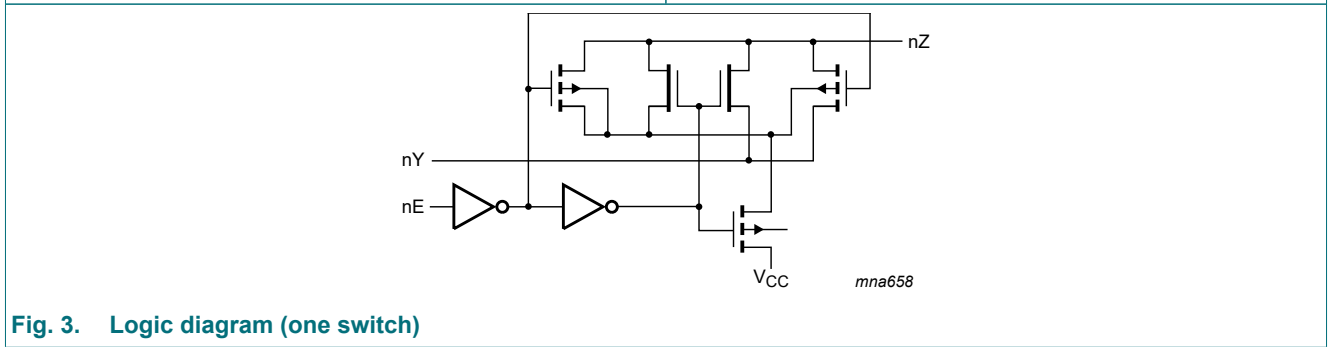 nZ
nY
nE
VCC
mna658
Fig. 3. Logic diagram (one switch)